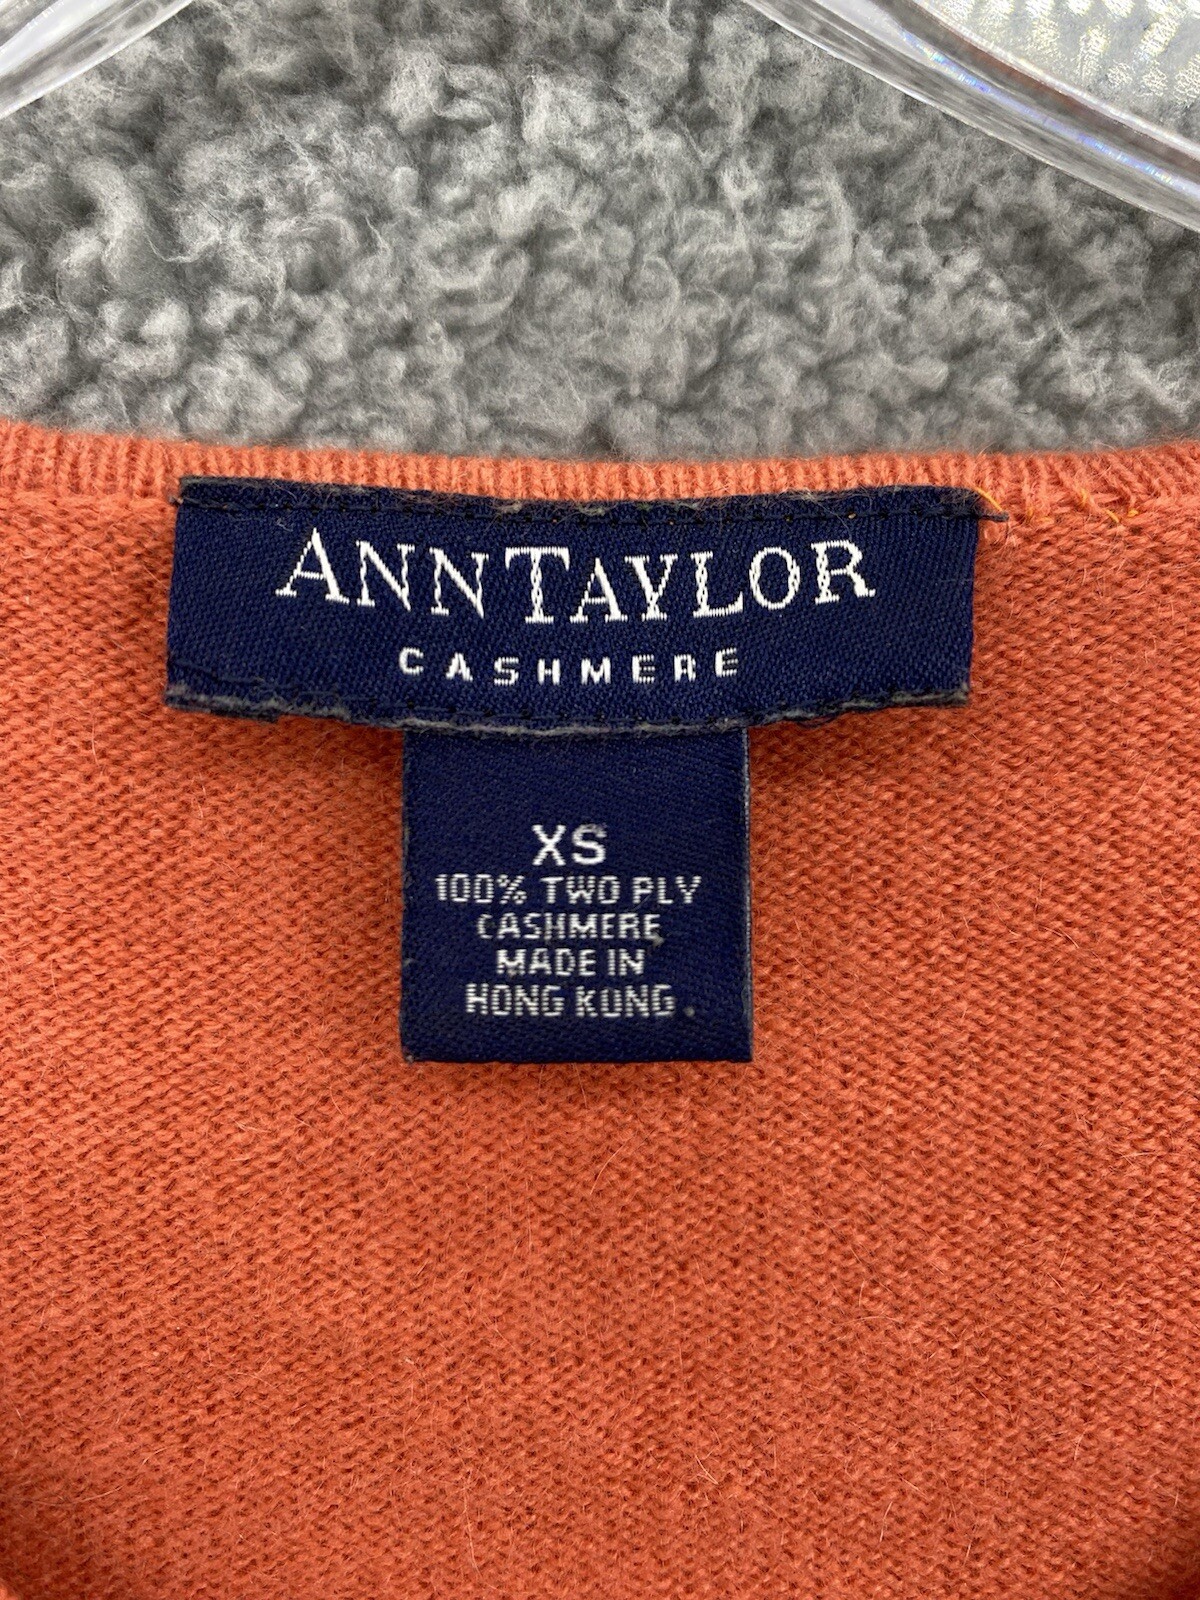 ANNTAYLOR
CASHMERE
XS
100% TWO PLY
CASHMERE
MADE IN
HONG KONG.